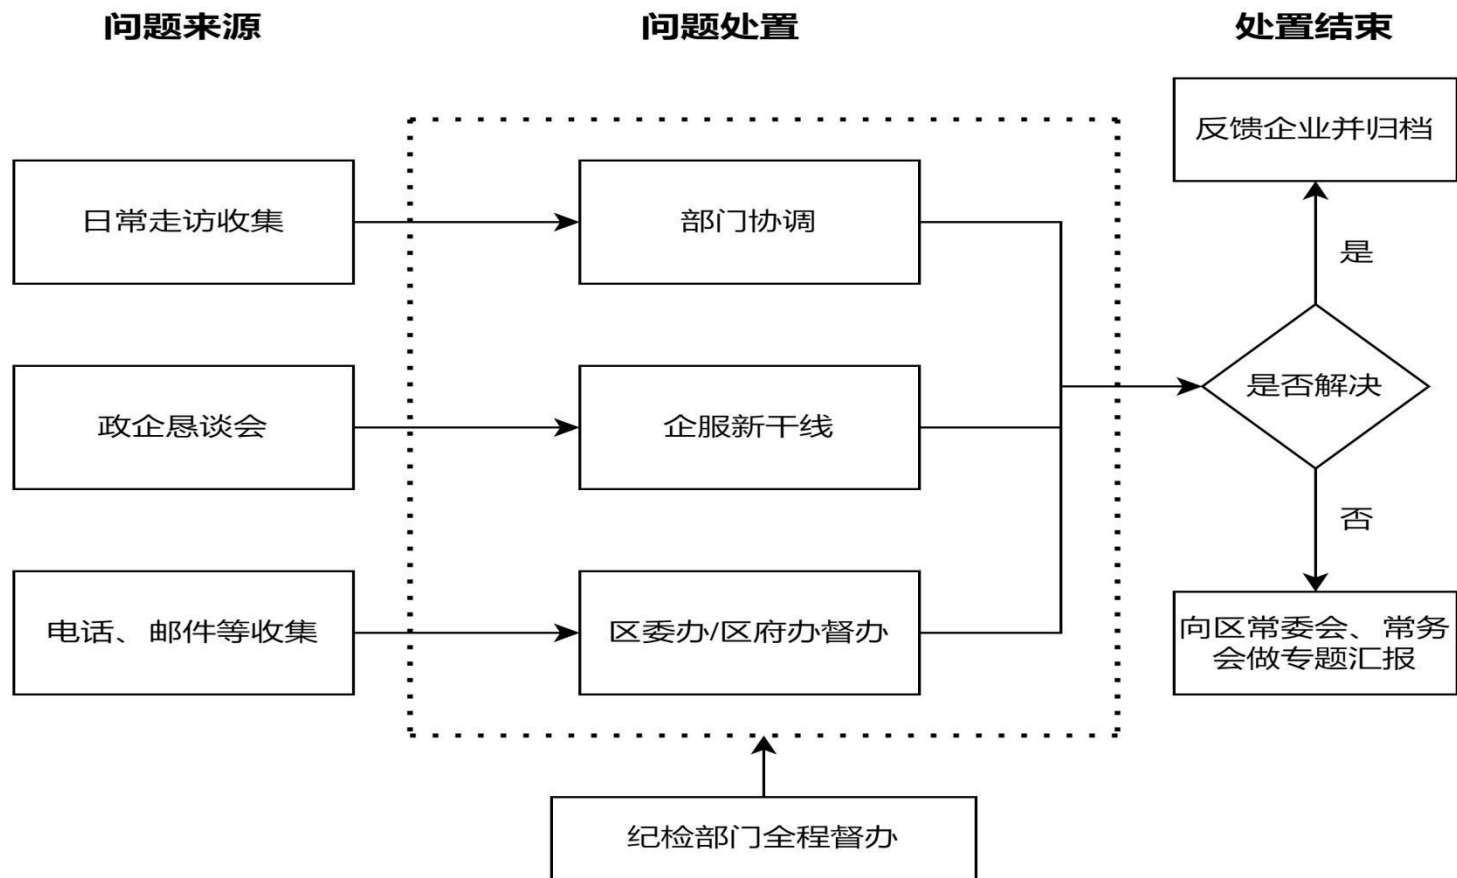 问题来源
问题处置
处置结束
反馈企业并归档
日常走访收集
部门协调
是
政企恳谈会
企服新干线
是否解决
否
电话、邮件等收集
区委办/区府办督办
向区常委会、常务
会做专题汇报
纪检部门全程督办